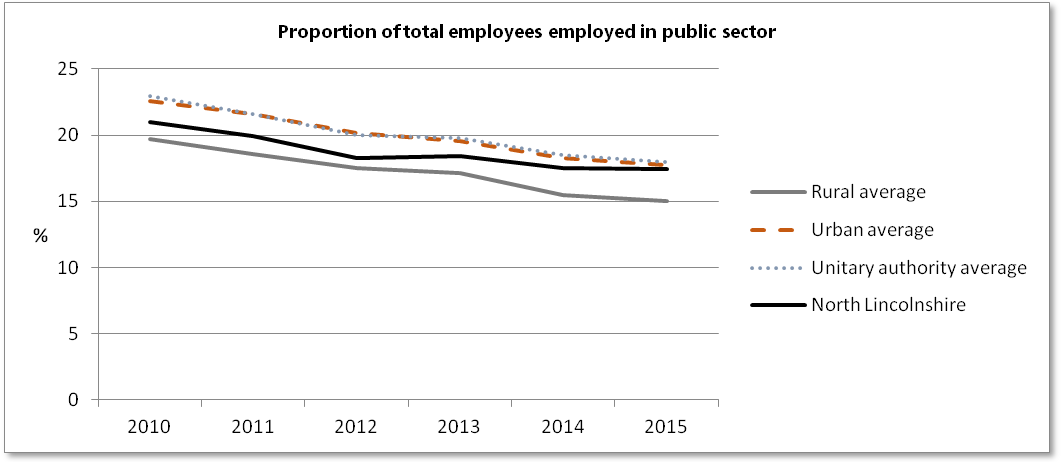 Proportion of total employees employed in public sector
25
20
15
10
5
0
%
2010 2011 2012 2013 2014 2015
Rural average
Urban average
Unitary authority average
North Lincolnshire